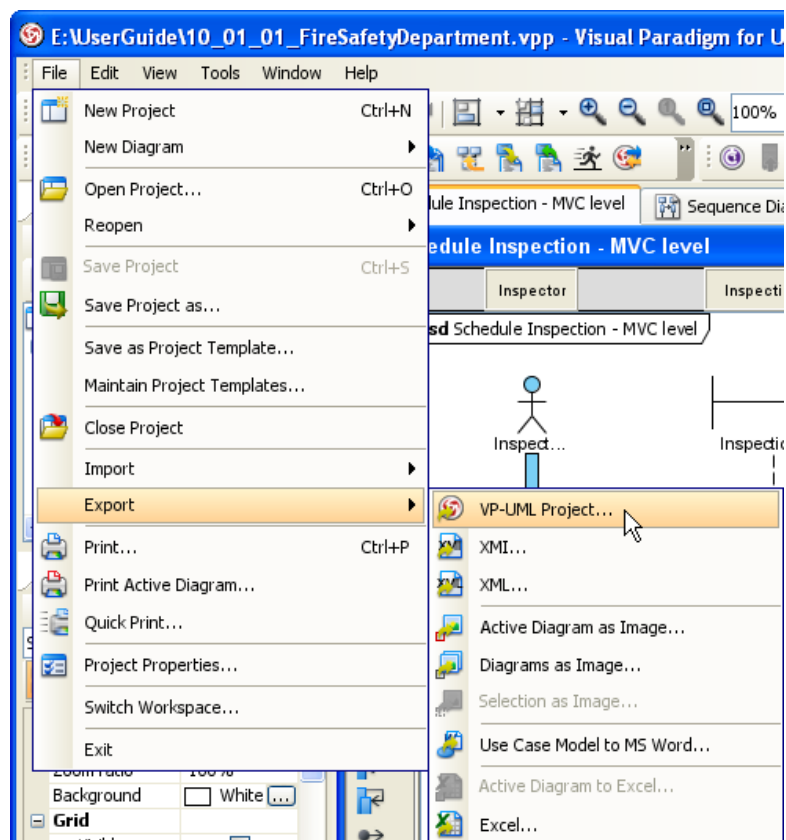 E:\UserGuide\10_01_01_FireSafetyDepartment.vpp - Visual Paradigm for U
File Edit View Tools Window Help
New Project Ctrl+N
100%
New Diagram
Open Project... Ctrl+O
dule Inspection - MVC level Sequence Dia
Reopen
edule Inspection - MVC level
Save Project Ctrl+S
Inspector Inspecti
Save Project as...
sd Schedule Inspection - MVC level
Save as Project Template...
Maintain Project Templates...
Close Project
Inspect... Inspectio
Import
Export
VP-UML Project...
Print... Ctrl+P
XMI...
Print Active Diagram...
XML...
Quick Print...
Active Diagram as Image...
Project Properties...
Diagrams as Image...
Switch Workspace...
Selection as Image...
Exit
Use Case Model to MS Word...
Zoom ratio 100%
Active Diagram to Excel...
Background White ...
Grid
Excel...